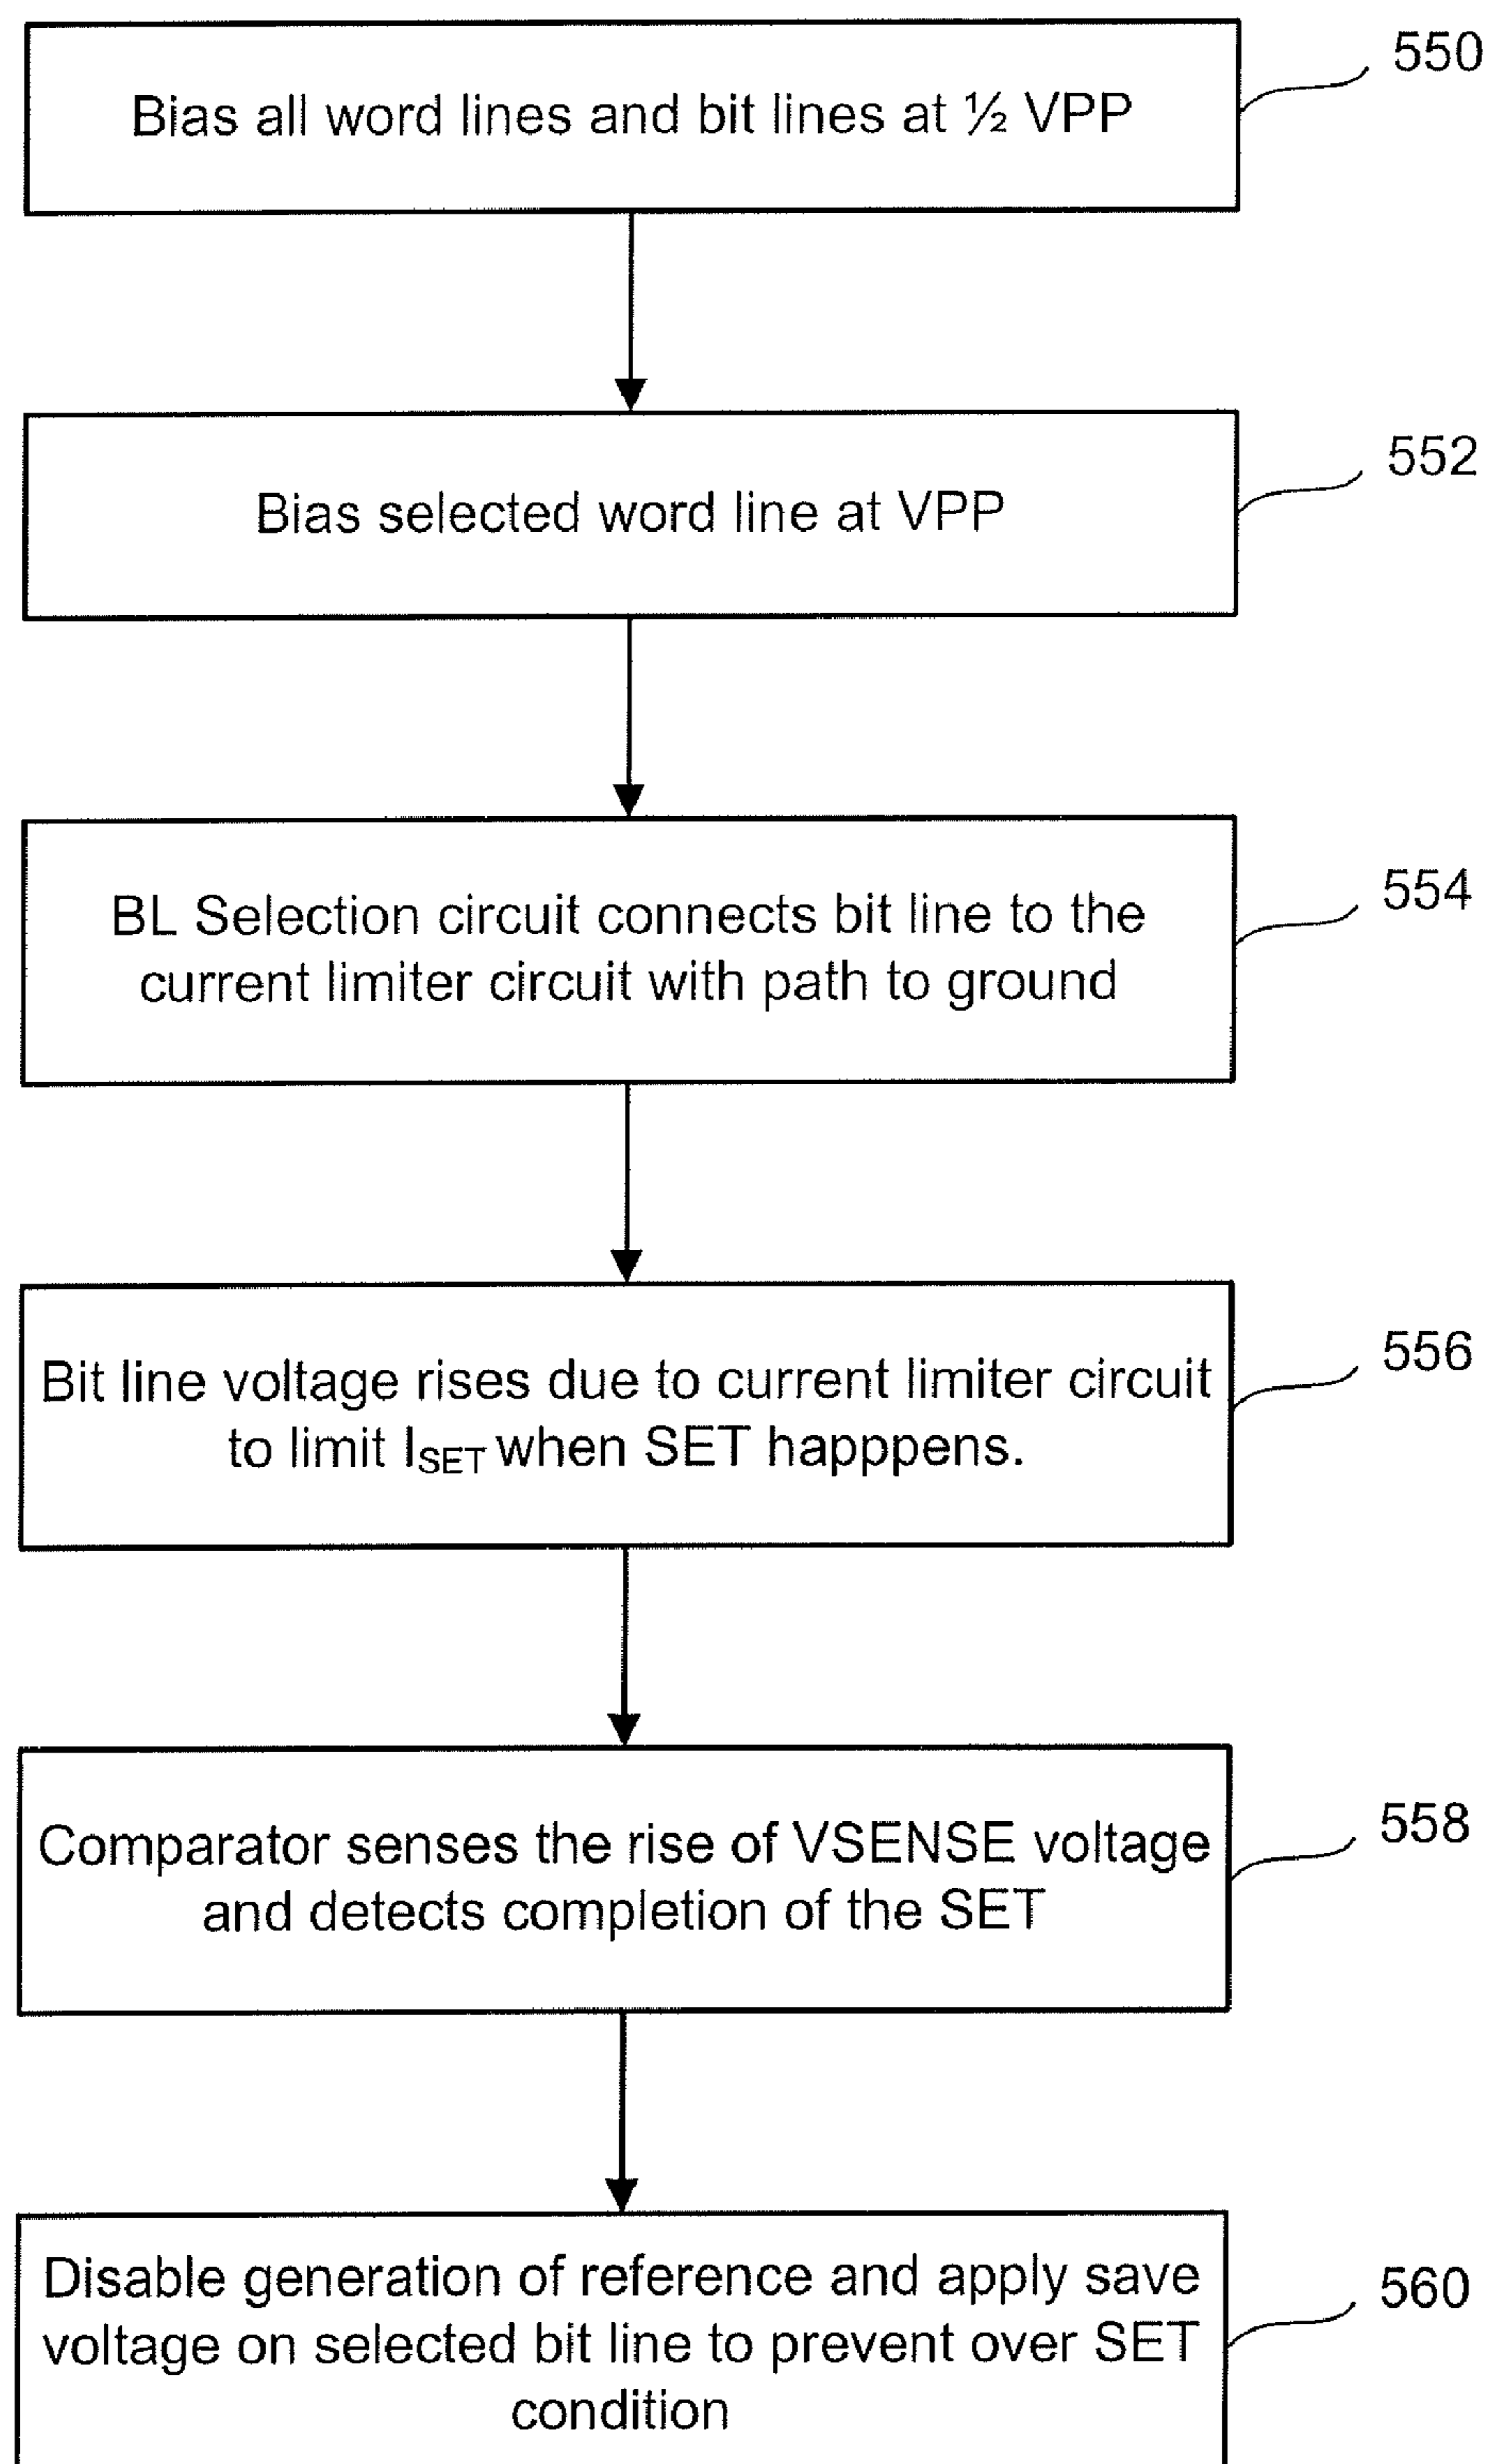 550
Bias all word lines and bit lines at ½ VPP
552
Bias selected word line at VPP
554
BL Selection circuit connects bit line to the
current limiter circuit with path to ground
556
Bit line voltage rises due to current limiter circuit
to limit ISET when SET happpens.
558
Comparator senses the rise of VSENSE voltage
and detects completion of the SET
560
Disable generation of reference and apply save
voltage on selected bit line to prevent over SET
condition